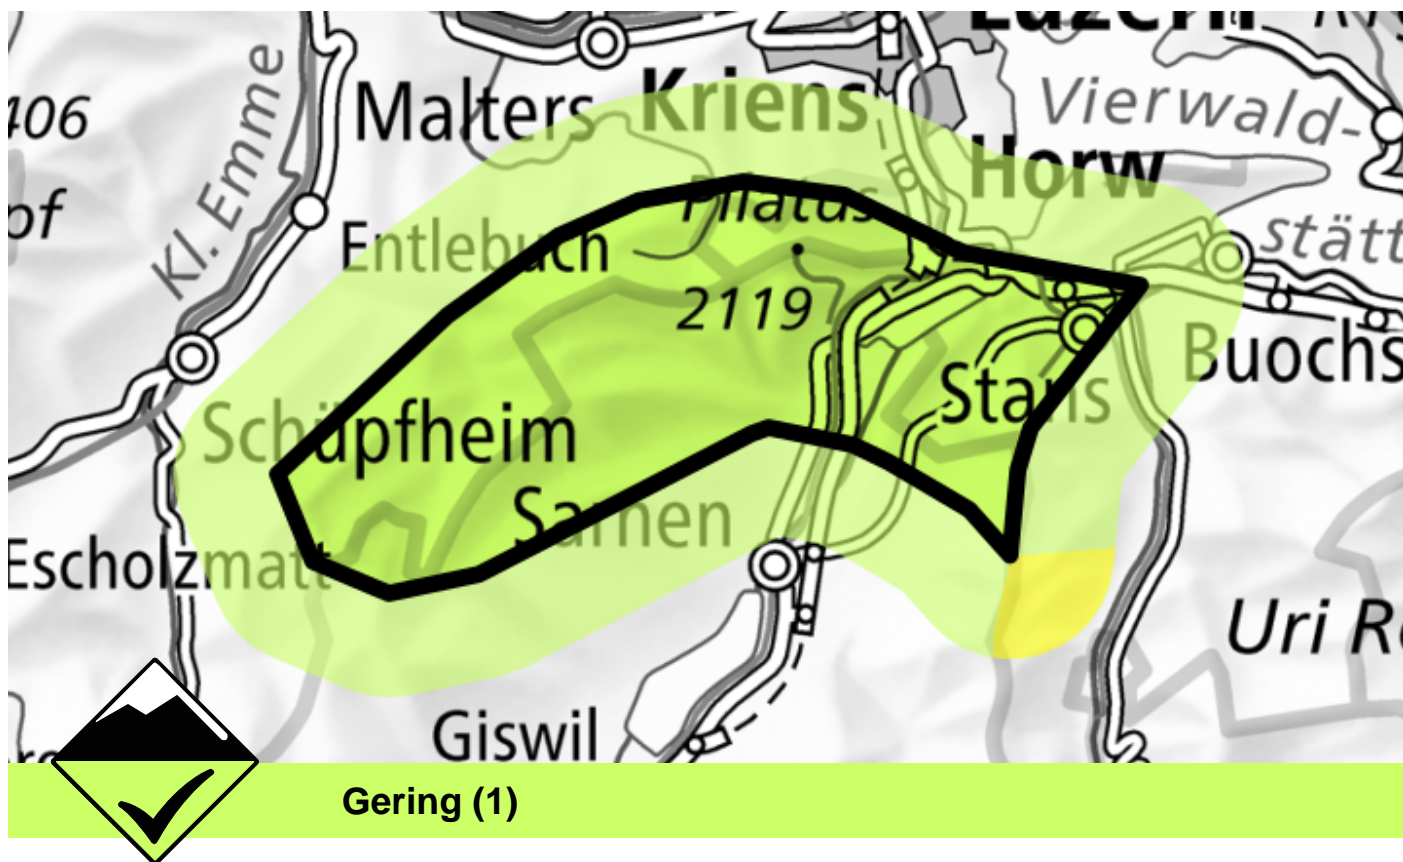 Luzern
Kl. Emme
Malters
Kriens
Vierwald-
406
Horw
Pilatus
stätt
Entlebuch
2119
Buochs
Stans
Schüpfheim
Sarnen
Escholzmatt
Uri R
Giswil
Gering (1)